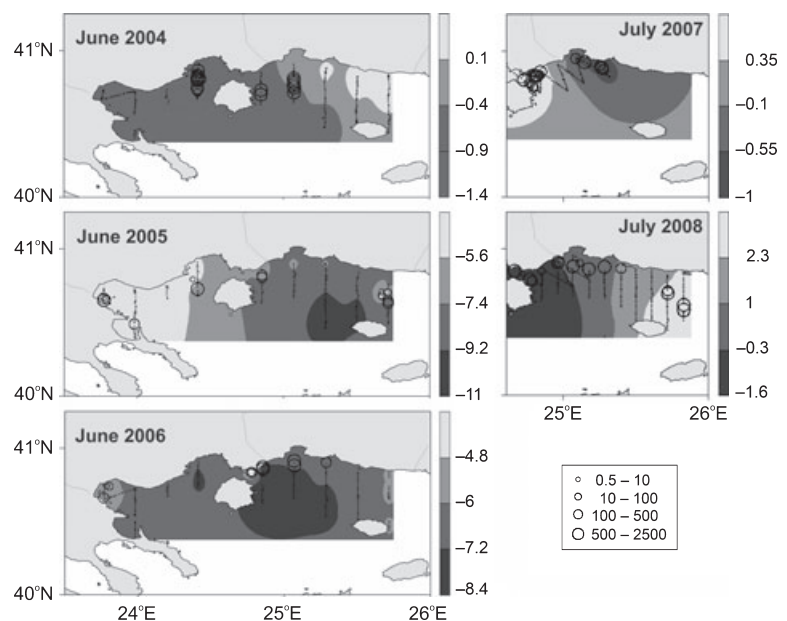 June 2004
41°N
40°N
0.1
–0.4
–0.9
–1.4
July 2007
0.35
–0.1
–0.55
–1
June 2005
41°N
40°N
–5.6
–7.4
–9.2
–11
July 2008
2.3
1
–0.3
–1.6
25°E
26°E
June 2006
41°N
40°N
–4.8
–6
–7.2
–8.4
24°E
25°E
26°E
0.5 – 10
10 – 100
100 – 500
500 – 2500